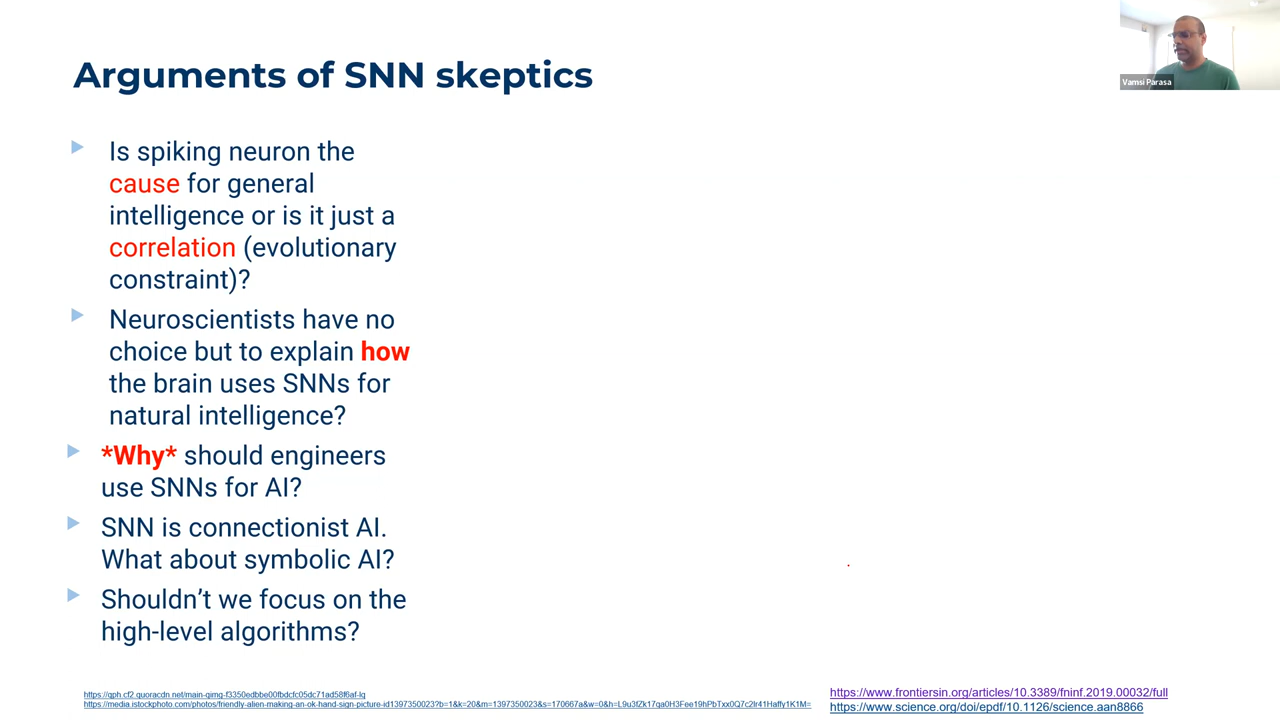 Arguments of SNN skeptics
Vamsi Parasa
Is spiking neuron the
cause for general
intelligence or is it just a
correlation (evolutionary
constraint)?
Neuroscientists have no
choice but to explain how
the brain uses SNNs for
natural intelligence?
*Why* should engineers
use SNNs for AI?
SNN is connectionist AI.
What about symbolic AI?
Shouldn't we focus on the
high-level algorithms?
https://qph.cf2.quoracdn.net/main-qimg-f3350edbbe00fbdcfc05dc71ad58f6af-lq
https://media.istockphoto.com/photos/friendly-alien-making-an-ok-hand-sign-picture-id1397350023?b=1&k=20&m=1397350023&s=170667a&w=0&h=L9u3fZk17qa0H3Fee19hPbTxx0Q7c2Ir41Haffy1K1M=
https://www.frontiersin.org/articles/10.3389/fninf.2019.00032/full
https://www.science.org/doi/epdf/10.1126/science.aan8866